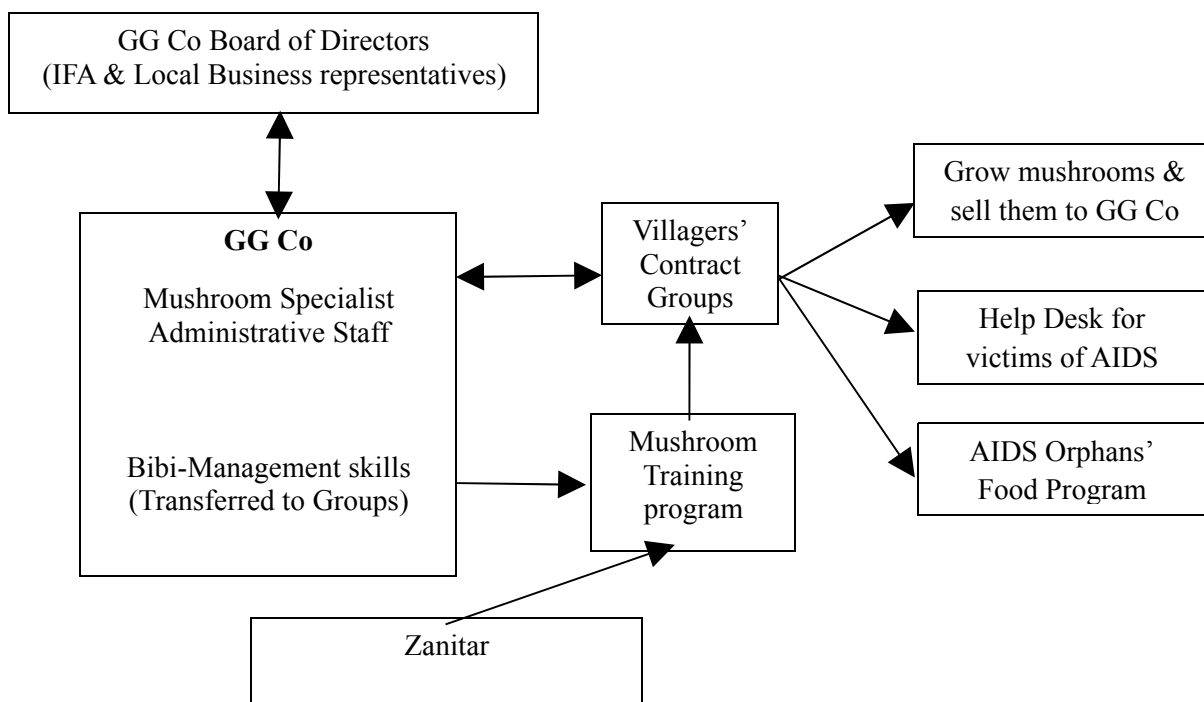 GG Co Board of Directors
(IFA & Local Business representatives)
GG Co
Mushroom Specialist
Administrative Staff
Bibi-Management skills
(Transferred to Groups)
Villagers’
Contract
Groups
Mushroom
Training
program
Zanitar
Grow mushrooms &
sell them to GG Co
Help Desk for
victims of AIDS
AIDS Orphans’
Food Program